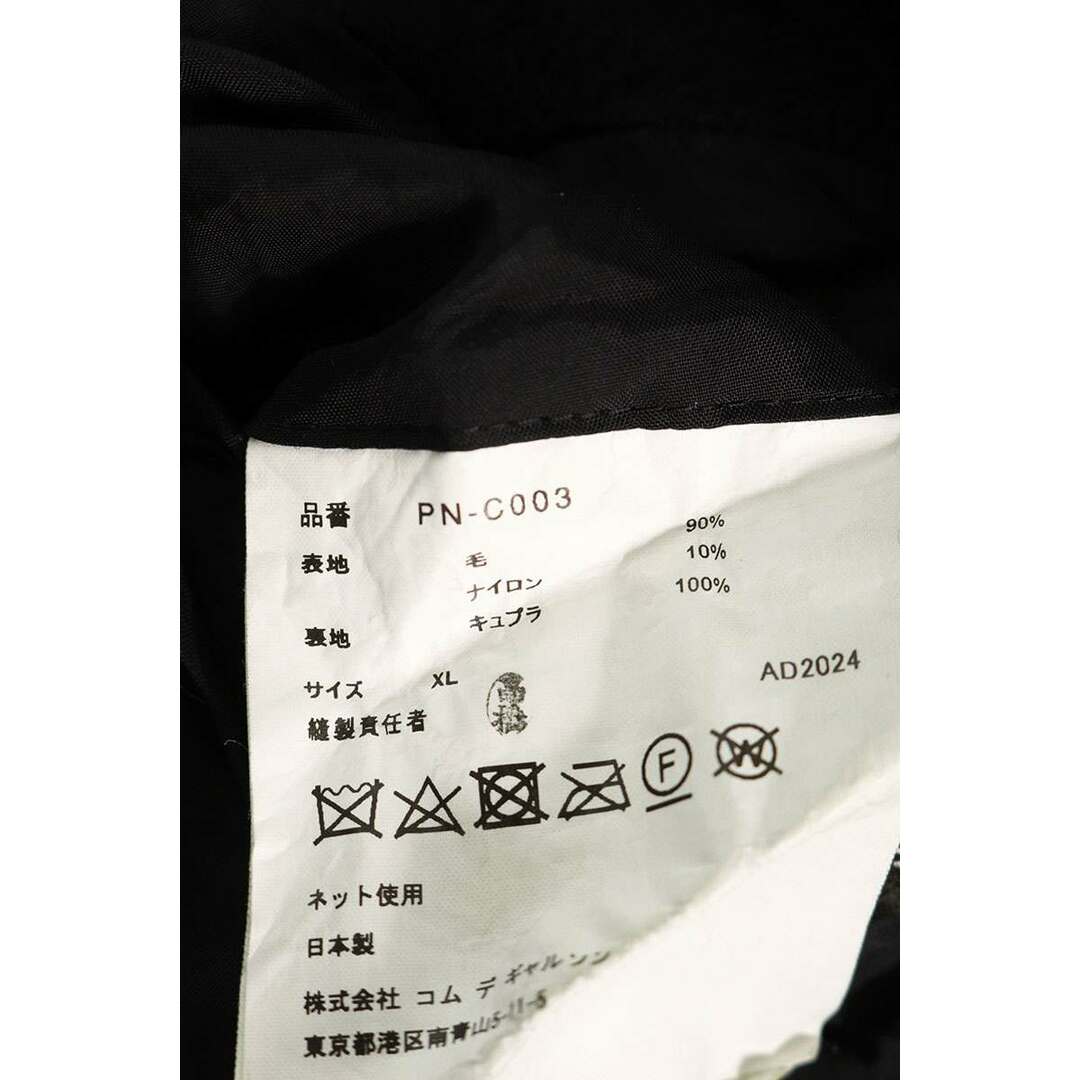 品番 PN-C003
表地 毛 90%
ナイロン 10%
裏地 キュプラ 100%
サイズ XL
AD2024
縫製責任者 高橋
F
W
ネット使用
日本製
株式会社 コム デ ギャルソン
東京都港区南青山5-11-5